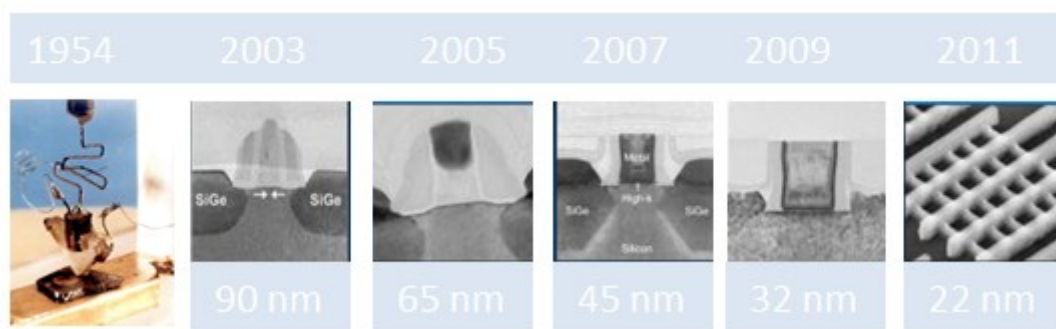 1954 2003 2005 2007 2009 2011
SiGe SiGe
Metal
High-k
SiGe SiGe
Silicon
90 nm 65 nm 45 nm 32 nm 22 nm